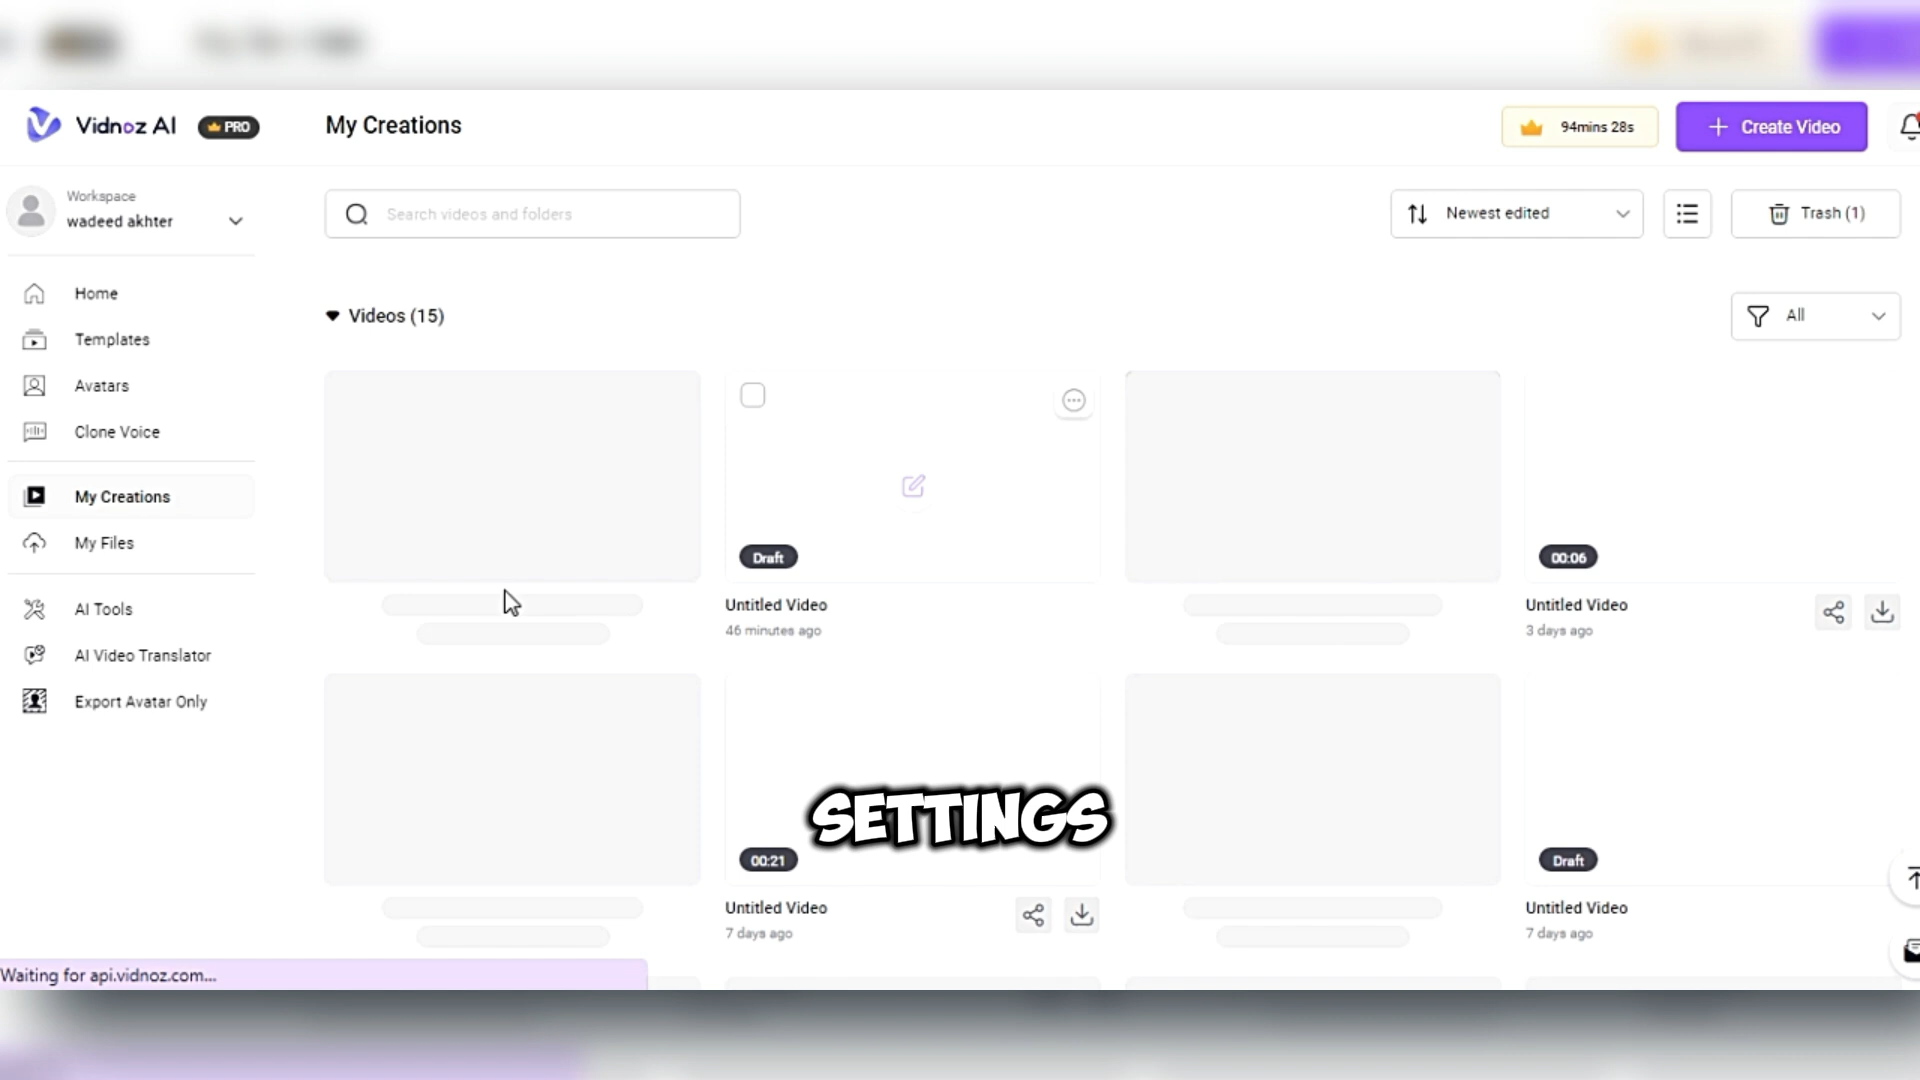 Vidnoz AI PRO
My Creations
94mins 28s
+ Create Video
Workspace
wadeed akhter
Search videos and folders
Newest edited
Trash (1)
Home
Templates
Avatars
Clone Voice
My Creations
My Files
AI Tools
AI Video Translator
Export Avatar Only
Videos (15)
All
Draft
Untitled Video
46 minutes ago
00:06
Untitled Video
3 days ago
SETTINGS
00:21
Untitled Video
7 days ago
Draft
Untitled Video
7 days ago
Waiting for api.vidnoz.com...